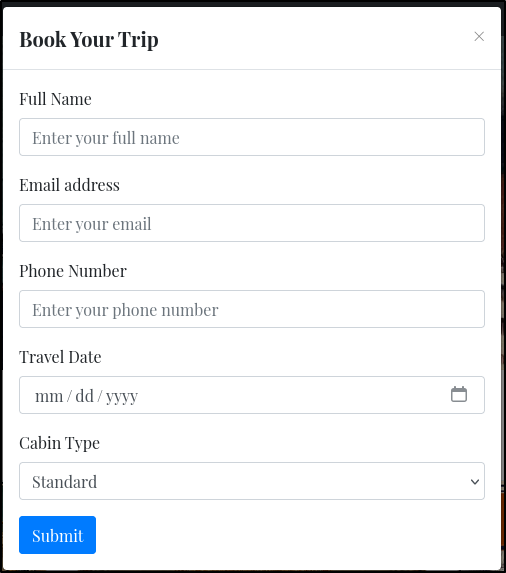 Book Your Trip
×
Full Name
Enter your full name
Email address
Enter your email
Phone Number
Enter your phone number
Travel Date
mm / dd / yyyy
Cabin Type
Standard
Submit